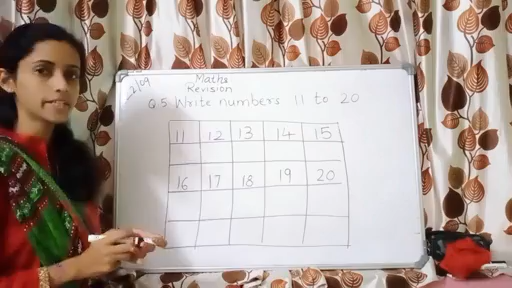 Maths
Revision
Q 5 Write numbers 11 to 20
11 12 13 14 15
16 17 18 19 20